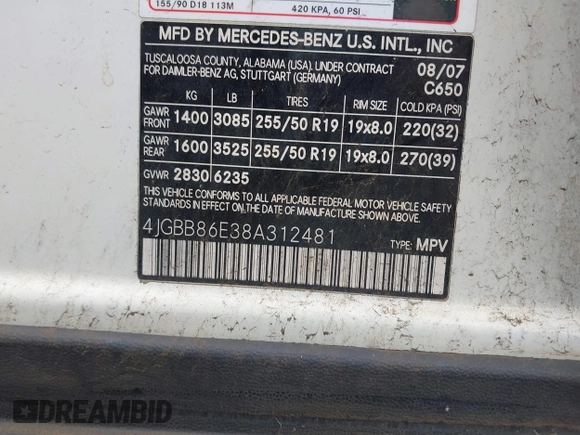 155/90 D18 113M
420 KPA, 60 PSI
MFD BY MERCEDES-BENZ U.S. INTL., INC
TUSCALOOSA COUNTY, ALABAMA (USA). UNDER CONTRACT
FOR DAIMLER-BENZ AG, STUTTGART (GERMANY)
08/07
C650
KG LB TIRES RIM SIZE COLD KPA (PSI)
GAWR FRONT 1400 3085 255/50 R19 19x8.0 220(32)
GAWR REAR 1600 3525 255/50 R19 19x8.0 270(39)
GVWR 2830 6235
THIS VEHICLE CONFORMS TO ALL APPLICABLE FEDERAL MOTOR VEHICLE SAFETY
STANDARDS IN EFFECT ON THE DATE OF MANUFACTURE SHOWN ABOVE
4JGBB86E38A312481
TYPE: MPV
DREAMBID